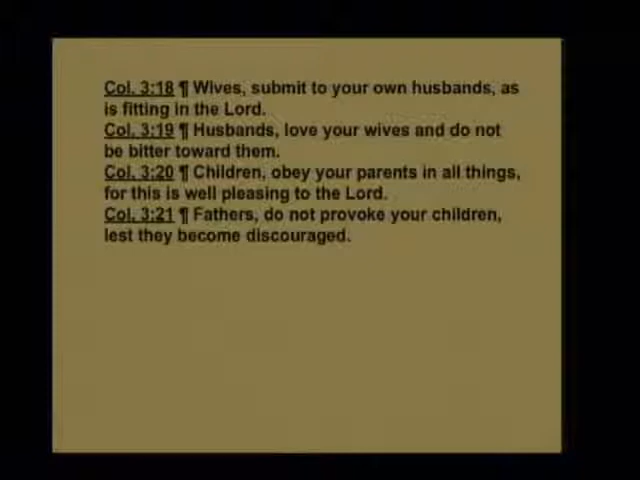 Col. 3:18 ¶ Wives, submit to your own husbands, as
is fitting in the Lord.
Col. 3:19 ¶ Husbands, love your wives and do not
be bitter toward them.
Col. 3:20 ¶ Children, obey your parents in all things,
for this is well pleasing to the Lord.
Col. 3:21 ¶ Fathers, do not provoke your children,
lest they become discouraged.